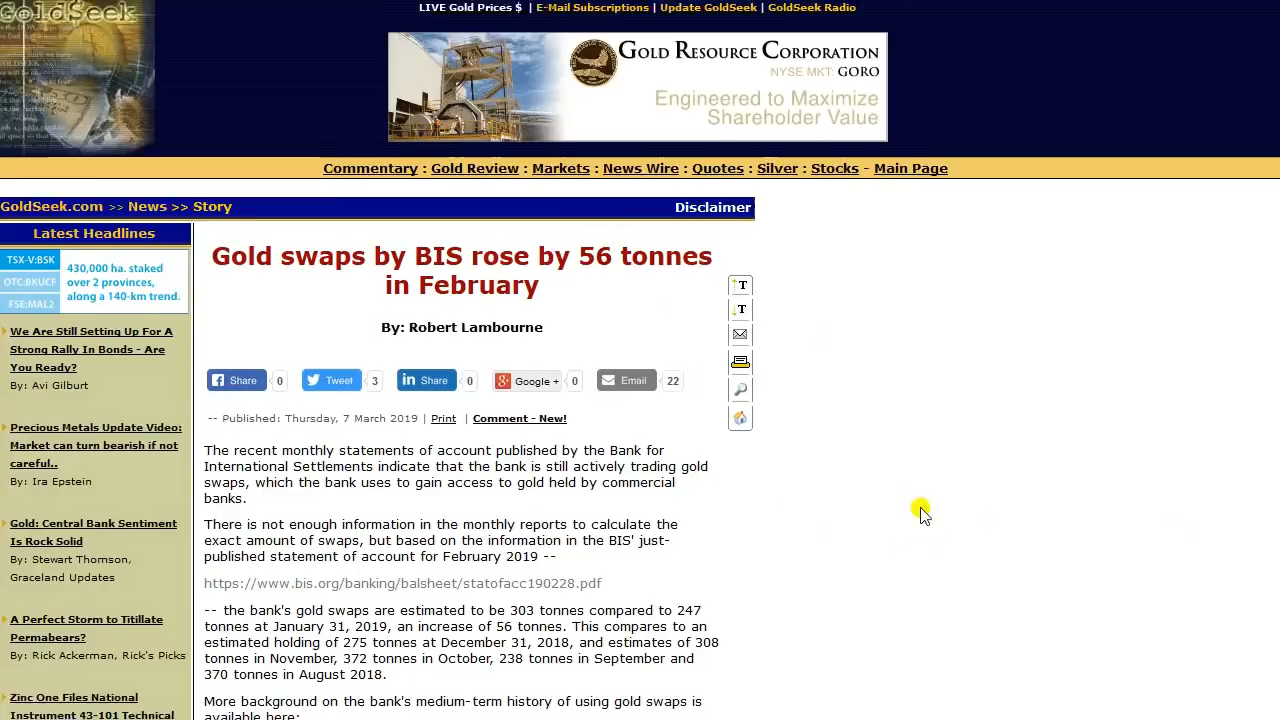 GoldSeek
LIVE Gold Prices $ | E-Mail Subscriptions | Update GoldSeek | GoldSeek Radio
GOLD RESOURCE CORPORATION
NYSE MKT: GORO
Engineered to Maximize
Shareholder Value
Commentary : Gold Review : Markets : News Wire : Quotes : Silver : Stocks - Main Page
GoldSeek.com >> News >> Story
Disclaimer
Latest Headlines
TSX-V:BSK
OTC:BKUCF
FSE:MAL2
430,000 ha. staked
over 2 provinces,
along a 140-km trend.
We Are Still Setting Up For A
Strong Rally In Bonds - Are
You Ready?
By: Avi Gilburt
Precious Metals Update Video:
Market can turn bearish if not
careful..
By: Ira Epstein
Gold: Central Bank Sentiment
Is Rock Solid
By: Stewart Thomson,
Graceland Updates
A Perfect Storm to Titillate
Permabears?
By: Rick Ackerman, Rick's Picks
Zinc One Files National
Instrument 43-101 Technical
Gold swaps by BIS rose by 56 tonnes
in February
By: Robert Lambourne
Share 0 Tweet 3 Share 0 Google + 0 Email 22
-- Published: Thursday, 7 March 2019 | Print | Comment - New!
The recent monthly statements of account published by the Bank for
International Settlements indicate that the bank is still actively trading gold
swaps, which the bank uses to gain access to gold held by commercial
banks.
There is not enough information in the monthly reports to calculate the
exact amount of swaps, but based on the information in the BIS' just-
published statement of account for February 2019 --
https://www.bis.org/banking/balsheet/statofacc190228.pdf
-- the bank's gold swaps are estimated to be 303 tonnes compared to 247
tonnes at January 31, 2019, an increase of 56 tonnes. This compares to an
estimated holding of 275 tonnes at December 31, 2018, and estimates of 308
tonnes in November, 372 tonnes in October, 238 tonnes in September and
370 tonnes in August 2018.
More background on the bank's medium-term history of using gold swaps is
available here:
T
T